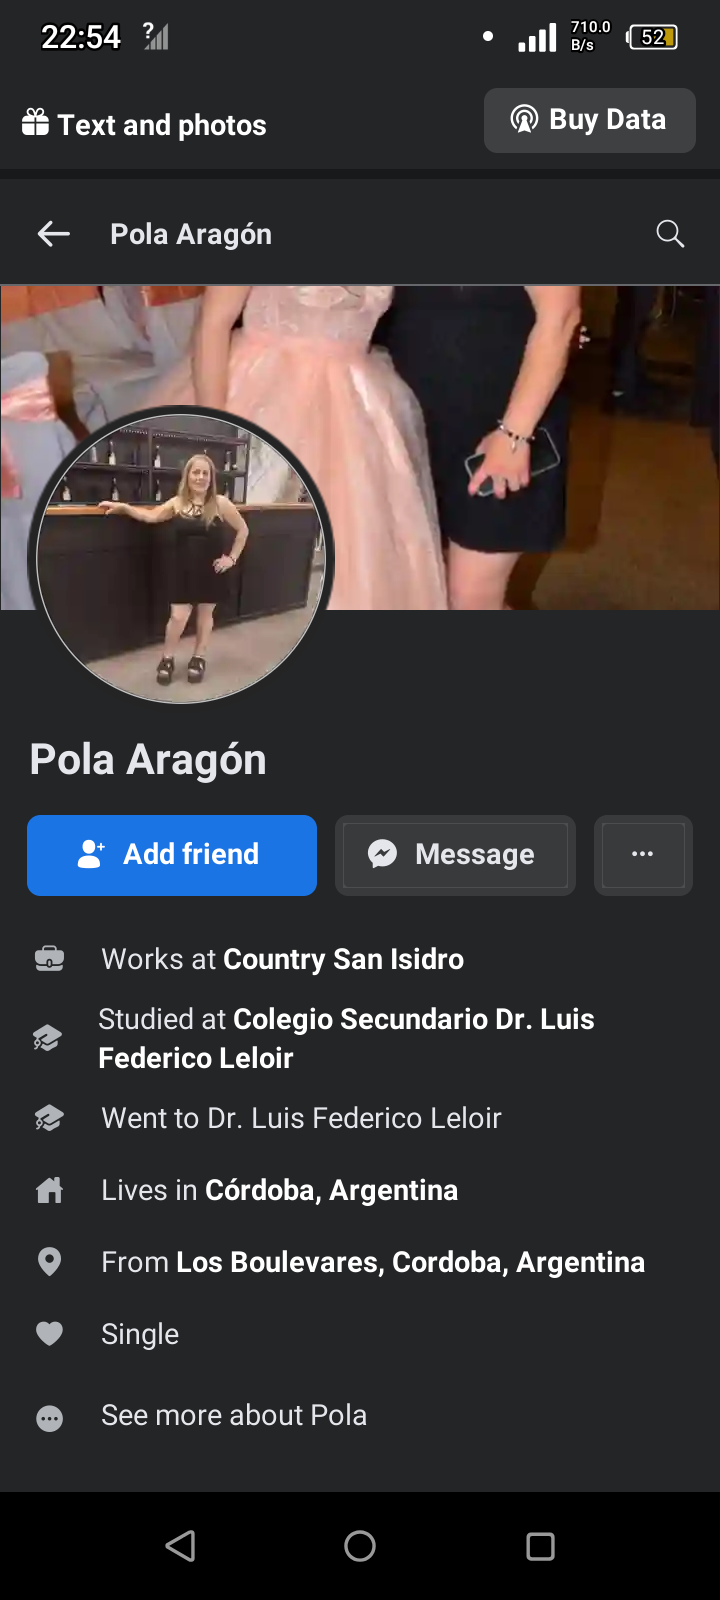 22:54
?
710.0
B/s
52
Text and photos
Buy Data
Pola Aragón
Pola Aragón
Add friend
Message
Works at Country San Isidro
Studied at Colegio Secundario Dr. Luis
Federico Leloir
Went to Dr. Luis Federico Leloir
Lives in Córdoba, Argentina
From Los Boulevares, Cordoba, Argentina
Single
See more about Pola